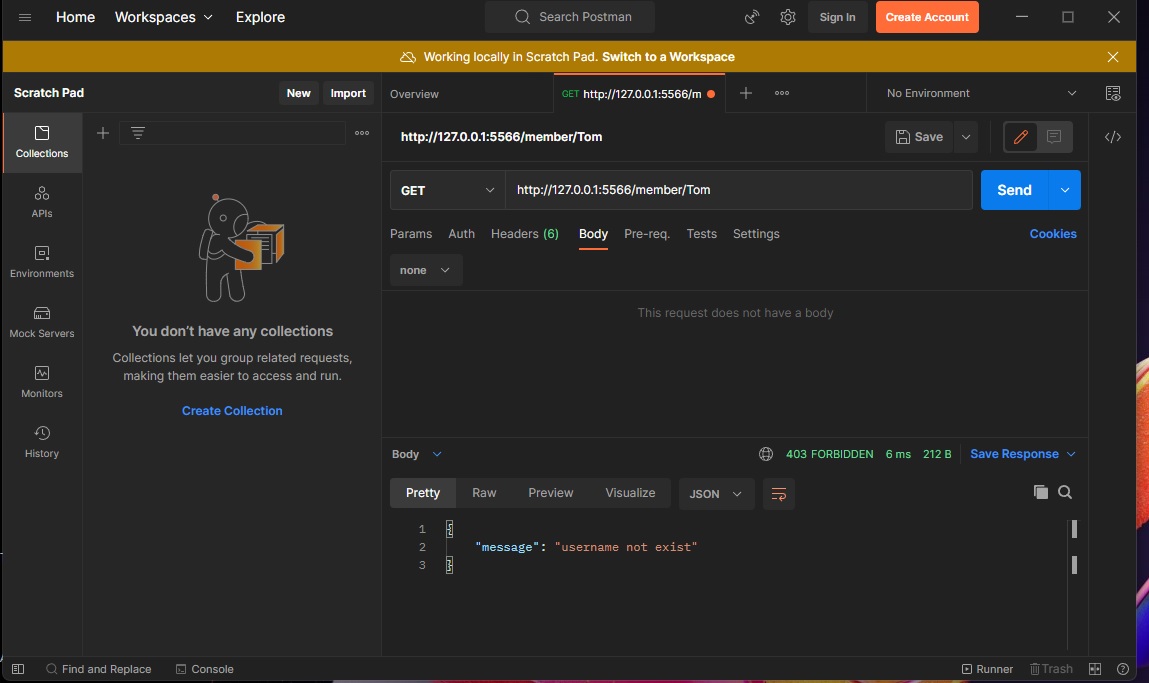 Home Workspaces Explore Search Postman Sign In Create Account
Working locally in Scratch Pad. Switch to a Workspace
Scratch Pad New Import Overview GET http://127.0.0.1:5566/m No Environment
Collections
http://127.0.0.1:5566/member/Tom Save
GET http://127.0.0.1:5566/member/Tom Send
APIs
Params Auth Headers (6) Body Pre-req. Tests Settings Cookies
Environments
none
This request does not have a body
Mock Servers
You don't have any collections
Collections let you group related requests,
making them easier to access and run.
Monitors
Create Collection
History
Body 403 FORBIDDEN 6 ms 212 B Save Response
Pretty Raw Preview Visualize JSON
1 {
2 "message": "username not exist"
3 }
Find and Replace Console Runner Trash